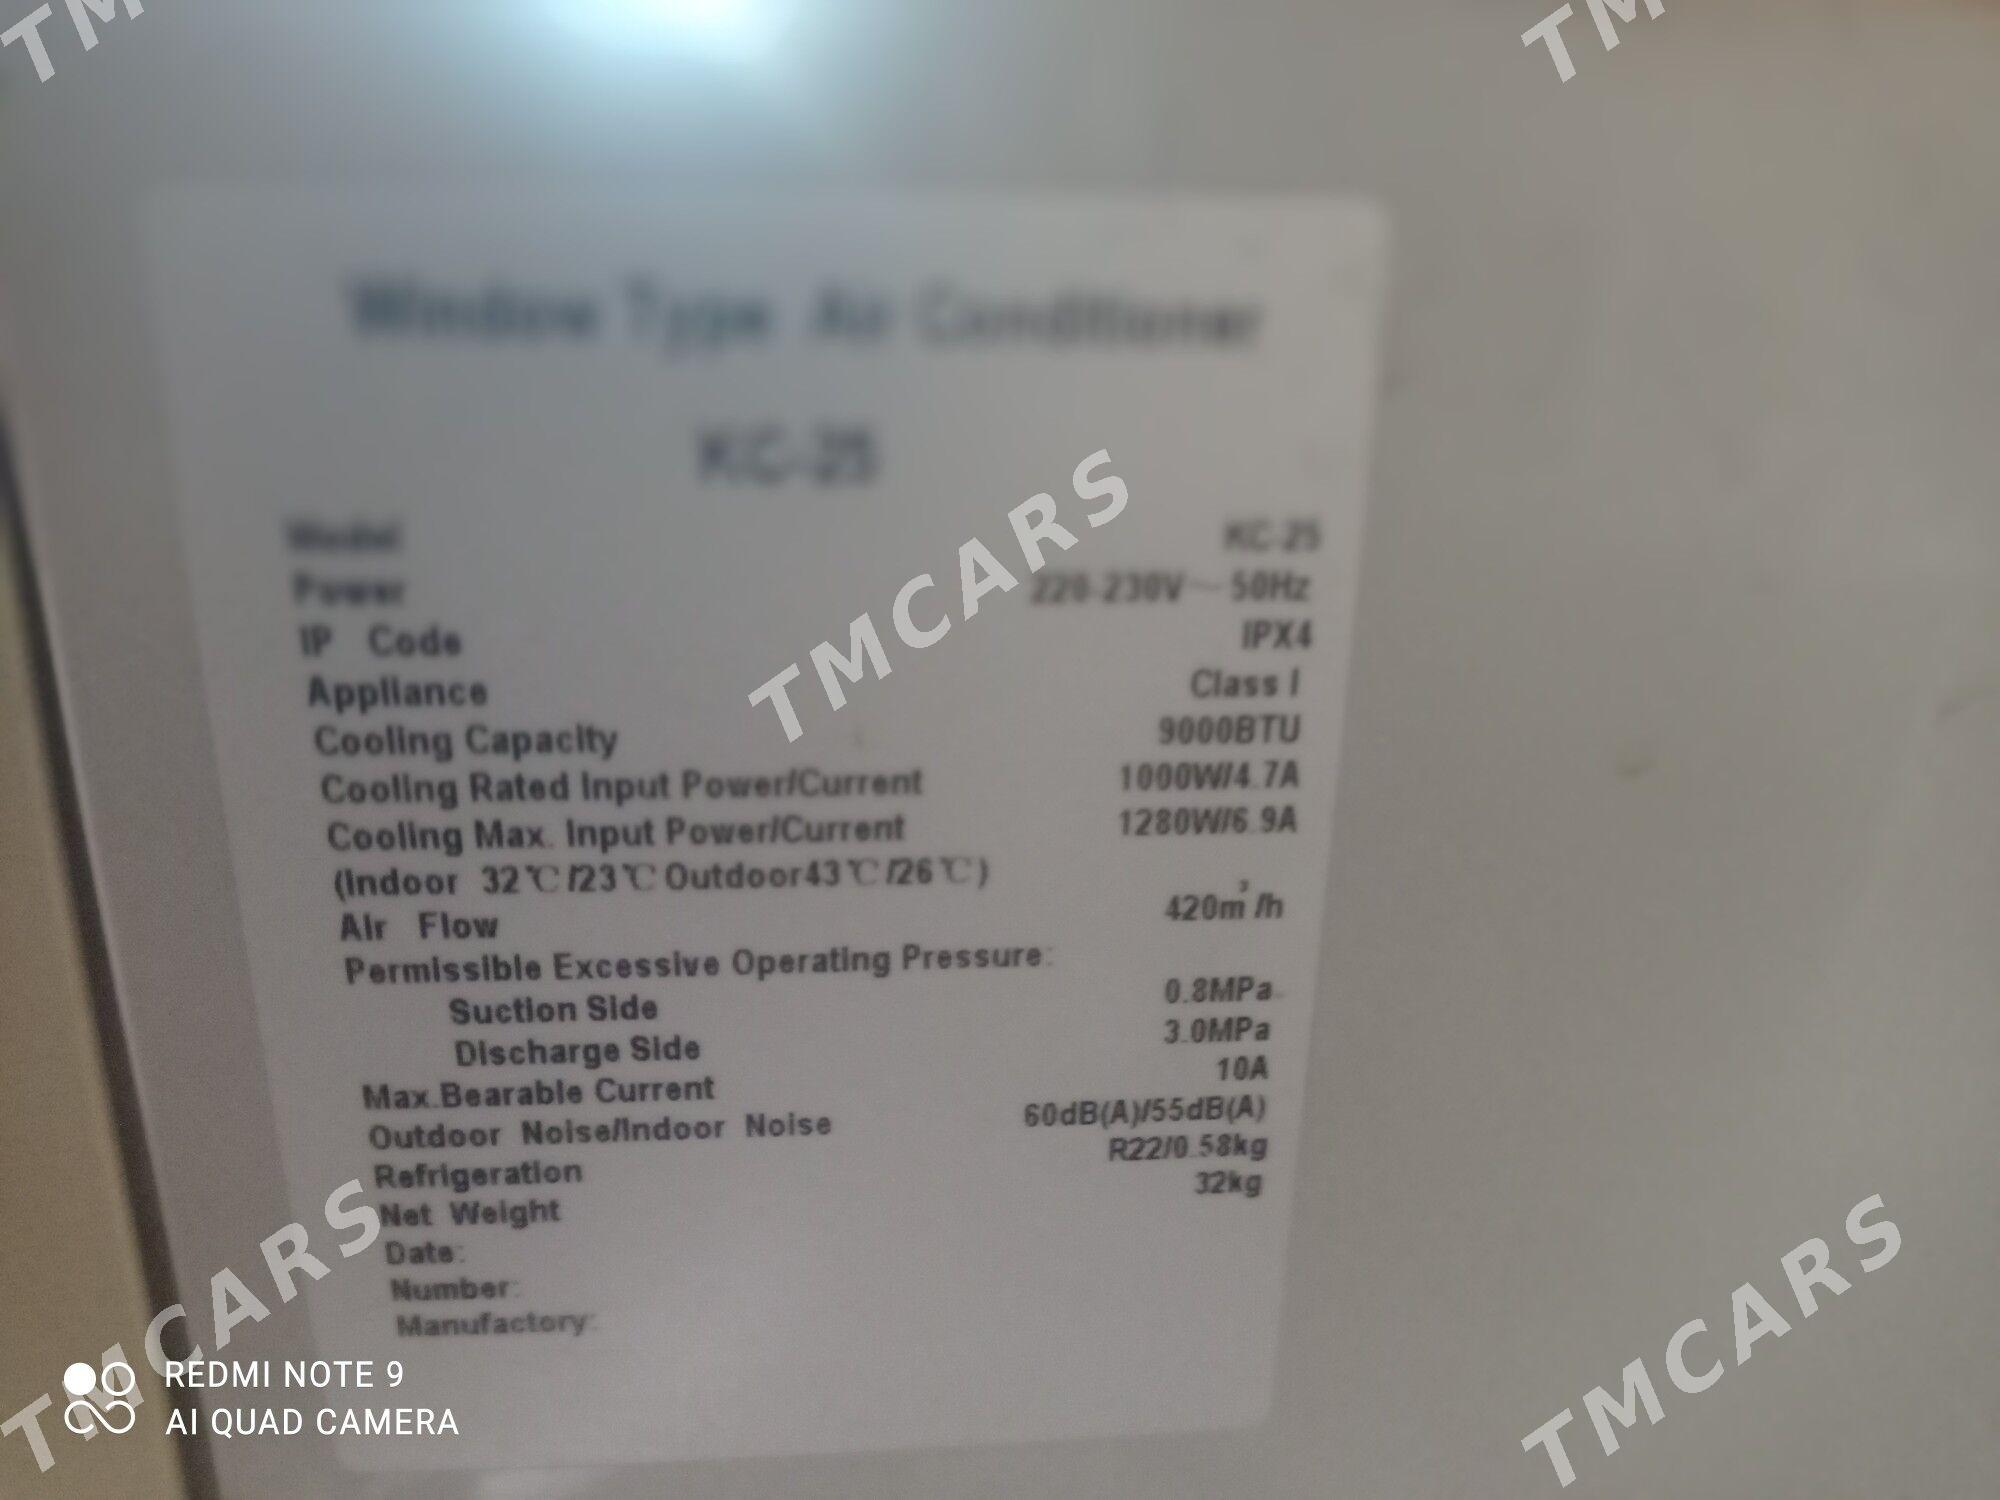 TMCARS
TMCARS
Window Type Air Conditioner
KC-25
Model KC-25
Power 220-230V～50Hz
IP Code IPX4
Appliance Class I
Cooling Capacity 9000BTU
Cooling Rated Input Power/Current 1000W/4.7A
Cooling Max. Input Power/Current 1280W/6.9A
(Indoor 32℃/23℃ Outdoor43℃/26℃)
Air Flow 420m³/h
Permissible Excessive Operating Pressure:
Suction Side 0.8MPa
Discharge Side 3.0MPa
Max.Bearable Current 10A
Outdoor Noise/Indoor Noise 60dB(A)/55dB(A)
Refrigeration R22/0.58kg
Net Weight 32kg
Date:
Number:
Manufactory:
TMCARS
TMCARS
TMCARS
REDMI NOTE 9
AI QUAD CAMERA